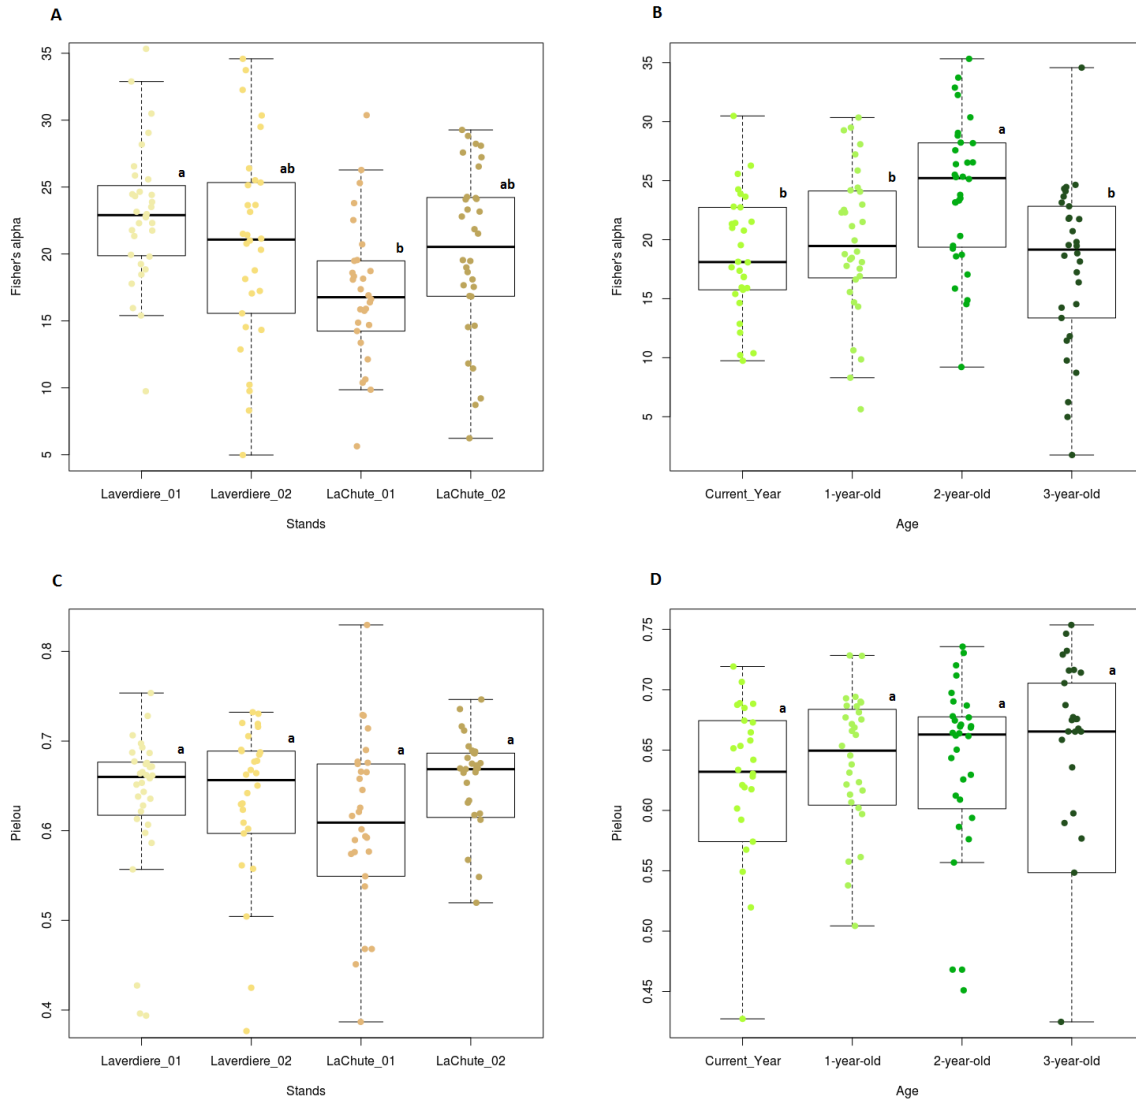 A
B
Fisher's alpha
35
30
25
20
15
10
5
a
ab
b
ab
Laverdiere_01
Laverdiere_02
LaChute_01
LaChute_02
Stands
Fisher's alpha
35
30
25
20
15
10
5
b
b
a
b
Current_Year
1-year-old
2-year-old
3-year-old
Age
C
D
Pielou
0.8
0.7
0.6
0.5
0.4
a
a
a
a
Laverdiere_01
Laverdiere_02
LaChute_01
LaChute_02
Stands
Pielou
0.75
0.70
0.65
0.60
0.55
0.50
0.45
a
a
a
a
Current_Year
1-year-old
2-year-old
3-year-old
Age